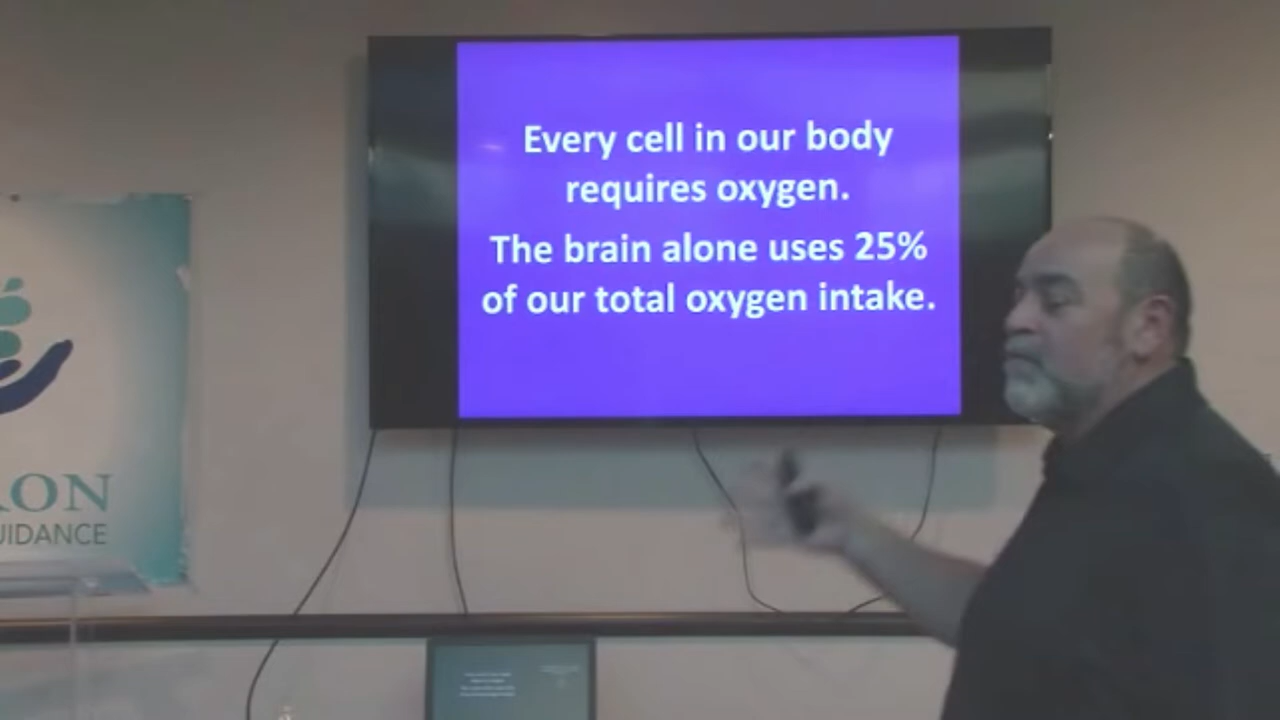 Every cell in our body
requires oxygen.
The brain alone uses 25%
of our total oxygen intake.
RON
UIDANCE